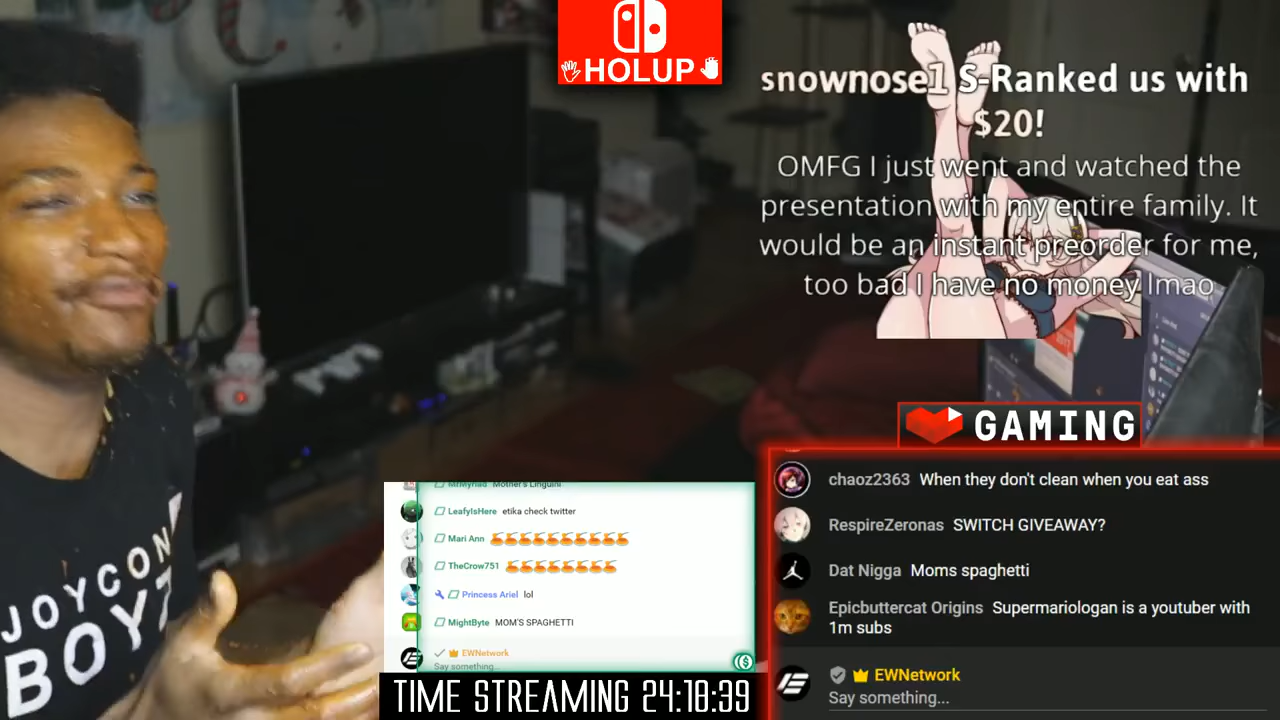 HOLUP
snownose1 S-Ranked us with
$20!
OMFG I just went and watched the
presentation with my entire family. It
would be an instant preorder for me,
too bad I have no money lmao
GAMING
chaoz2363 When they don't clean when you eat ass
RespireZeronas SWITCH GIVEAWAY?
Dat Nigga Moms spaghetti
Epicbuttercat Origins Supermariologan is a youtuber with
1m subs
EWNetwork
Say something...
MrMyriad Mother's Linguini
LeafyIsHere etika check twitter
Mari Ann
TheCrow751
Princess Ariel lol
MightByte MOM'S SPAGHETTI
EWNetwork
Say something...
TIME STREAMING 24:18:39
JOYCON
BOYZ